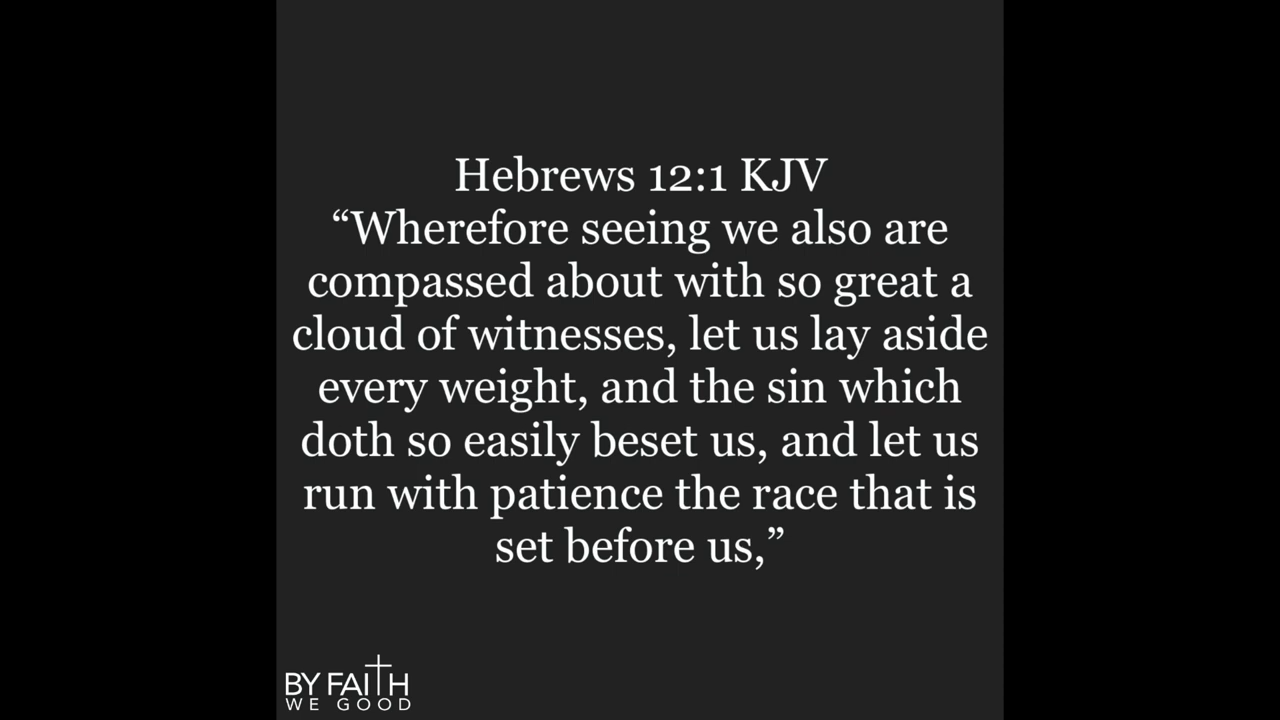 Hebrews 12:1 KJV
“Wherefore seeing we also are
compassed about with so great a
cloud of witnesses, let us lay aside
every weight, and the sin which
doth so easily beset us, and let us
run with patience the race that is
set before us,”
BY FAITH
WE GOOD